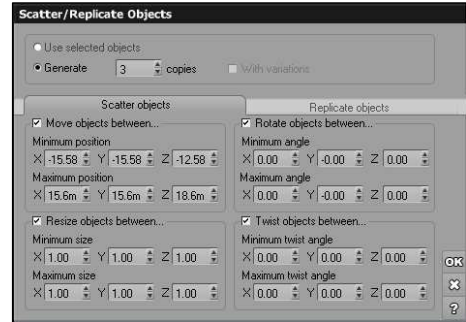 Scatter/Replicate Objects
Use selected objects
Generate 3 copies With variations
Scatter objects Replicate objects
Move objects between...
Minimum position
X -15.58 Y -15.58 Z -12.58
Maximum position
X 15.6m Y 15.6m Z 18.6m
Rotate objects between...
Minimum angle
X 0.00 Y -0.00 Z 0.00
Maximum angle
X 0.00 Y -0.00 Z 0.00
Resize objects between...
Minimum size
X 1.00 Y 1.00 Z 1.00
Maximum size
X 1.00 Y 1.00 Z 1.00
Twist objects between...
Minimum twist angle
X 0.00 Y 0.00 Z 0.00
Maximum twist angle
X 0.00 Y 0.00 Z 0.00
OK
?